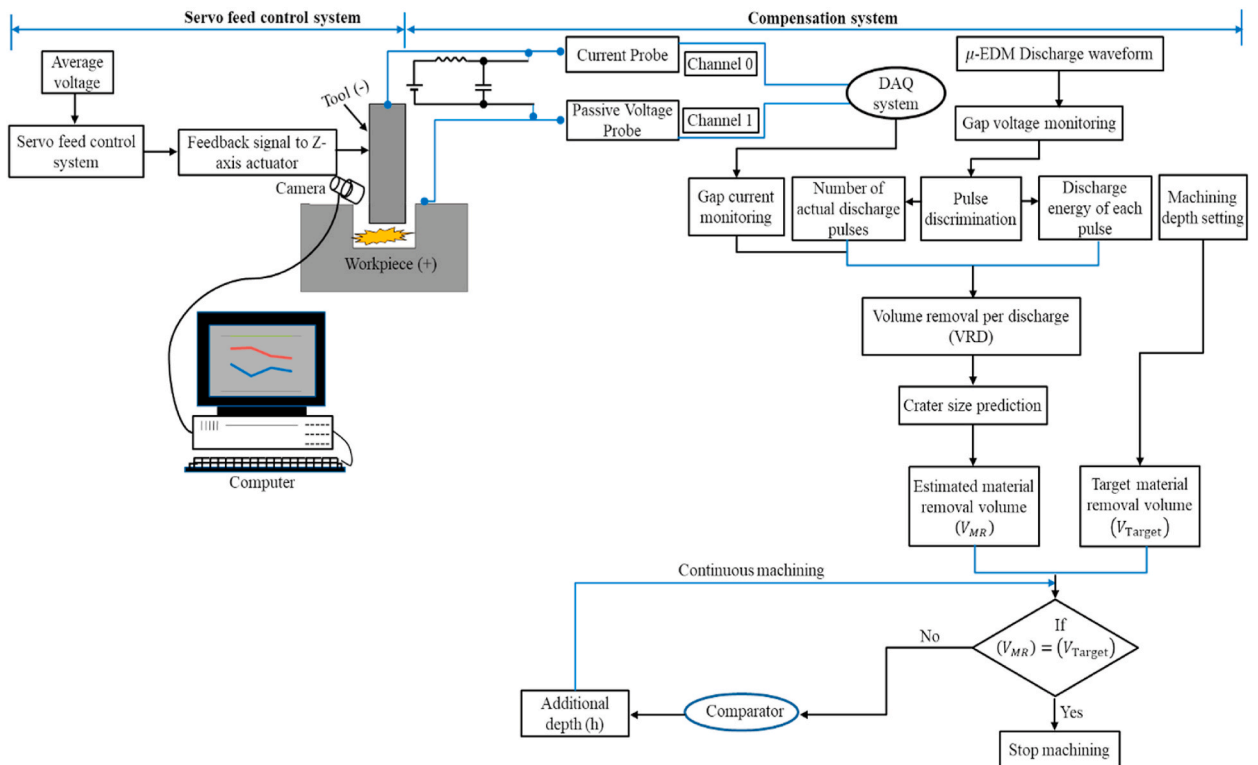 Servo feed control system
Compensation system
Average
voltage
Servo feed control
system
Feedback signal to Z-
axis actuator
Tool (-)
Camera
Workpiece (+)
Computer
Current Probe
Channel 0
Passive Voltage
Probe
Channel 1
DAQ
system
μ-EDM Discharge waveform
Gap voltage monitoring
Gap current
monitoring
Number of
actual discharge
pulses
Pulse
discrimination
Discharge
energy of each
pulse
Machining
depth setting
Volume removal per discharge
(VRD)
Crater size prediction
Estimated material
removal volume
(V_MR)
Target material
removal volume
(V_Target)
Continuous machining
If
(V_MR) = (V_Target)
No
Yes
Comparator
Additional
depth (h)
Stop machining